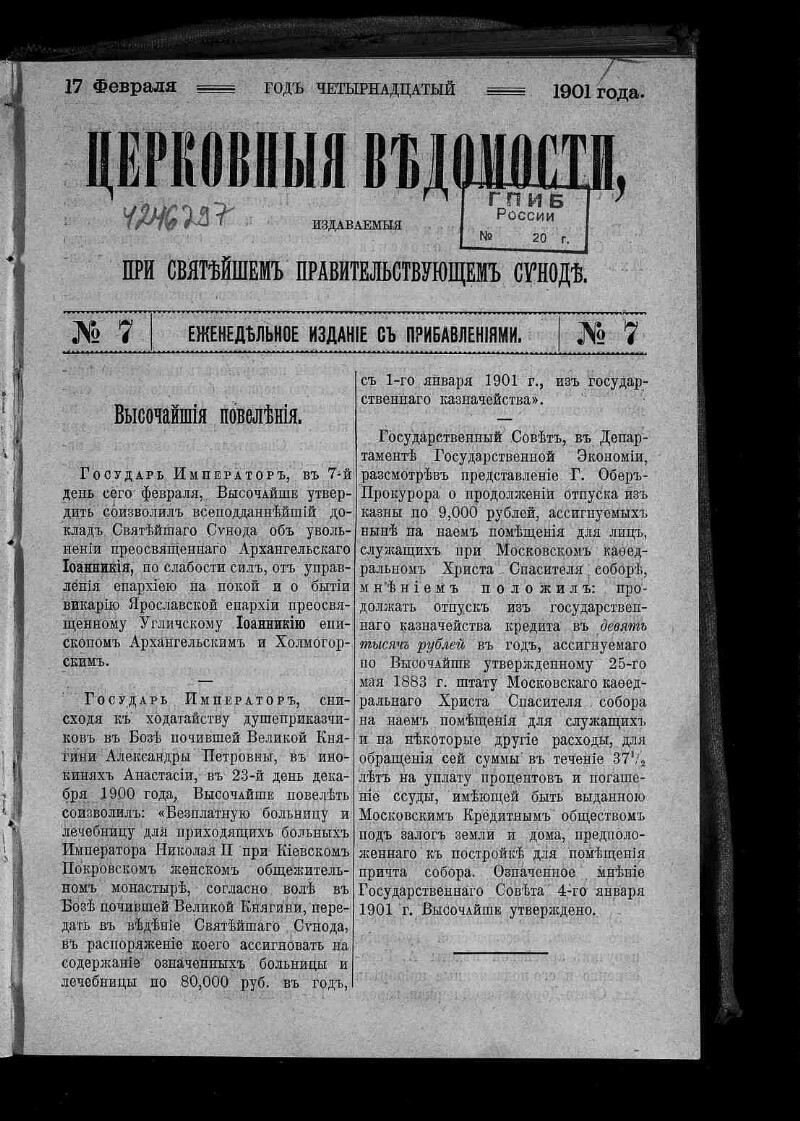 17 Февраля ГОДЪ ЧЕТЫРНАДЦАТЫЙ 1901 года.
ЦЕРКОВНЫЯ ВѢДОМОСТИ,
4246797
ГПИБ
России
№ 20 г.
ИЗДАВАЕМЫЯ
ПРИ СВЯТѢЙШЕМЪ ПРАВИТЕЛЬСТВУЮЩЕМЪ СѴНОДѢ.
№ 7 ЕЖЕНЕДѢЛЬНОЕ ИЗДАНІЕ СЪ ПРИБАВЛЕНІЯМИ. № 7
Высочайшія повелѣнія.
Государь Императоръ, въ 7-й
день сего февраля, Высочайше утвер-
дить соизволилъ всеподданнѣйшій до-
кладъ Святѣйшаго Сѵнода объ уволь-
неніи преосвященнаго Архангельскаго
Іоанникія, по слабости силъ, отъ управ-
ленія епархіею на покой и о бытіи
викарію Ярославской епархіи преосвя-
щенному Угличскому Іоанникію епи-
скопомъ Архангельскимъ и Холмогор-
скимъ.
Государь Императоръ, сни-
сходя къ ходатайству душеприказчи-
ковъ въ Бозѣ почившей Великой Кня-
гини Александры Петровны, въ ино-
киняхъ Анастасіи, въ 23-й день дека-
бря 1900 года, Высочайше повелѣть
соизволилъ: «Безплатную больницу и
лечебницу для приходящихъ больныхъ
Императора Николая II при Кіевскомъ
Покровскомъ женскомъ общежитель-
номъ монастырѣ, согласно волѣ въ
Бозѣ почившей Великой Княгини, пере-
дать въ вѣдѣніе Святѣйшаго Сѵнода,
въ распоряженіе коего ассигновать на
содержаніе означенныхъ больницы и
лечебницы по 80,000 руб. въ годъ,
съ 1-го января 1901 г., изъ государ-
ственнаго казначейства».
Государственный Совѣтъ, въ Депар-
таментѣ Государственной Экономіи,
разсмотрѣвъ представленіе Г. Оберъ-
Прокурора о продолженіи отпуска изъ
казны по 9,000 рублей, ассигнуемыхъ
нынѣ на наемъ помѣщенія для лицъ,
служащихъ при Московскомъ каѳед-
ральномъ Христа Спасителя соборѣ,
мнѣніемъ положилъ: про-
должать отпускъ изъ государствен-
наго казначейства кредита въ девять
тысячъ рублей въ годъ, ассигнуемаго
по Высочайше утвержденному 25-го
мая 1883 г. штату Московскаго каѳед-
ральнаго Христа Спасителя собора
на наемъ помѣщенія для служащихъ
и на нѣкоторые другіе расходы, для
обращенія сей суммы въ теченіе 37½
лѣтъ на уплату процентовъ и погаше-
ніе ссуды, имѣющей быть выданною
Московскимъ Кредитнымъ обществомъ
подъ залогъ земли и дома, предполо-
женнаго къ постройкѣ для помѣщенія
причта собора. Означенное мнѣніе
Государственнаго Совѣта 4-го января
1901 г. Высочайше утверждено.